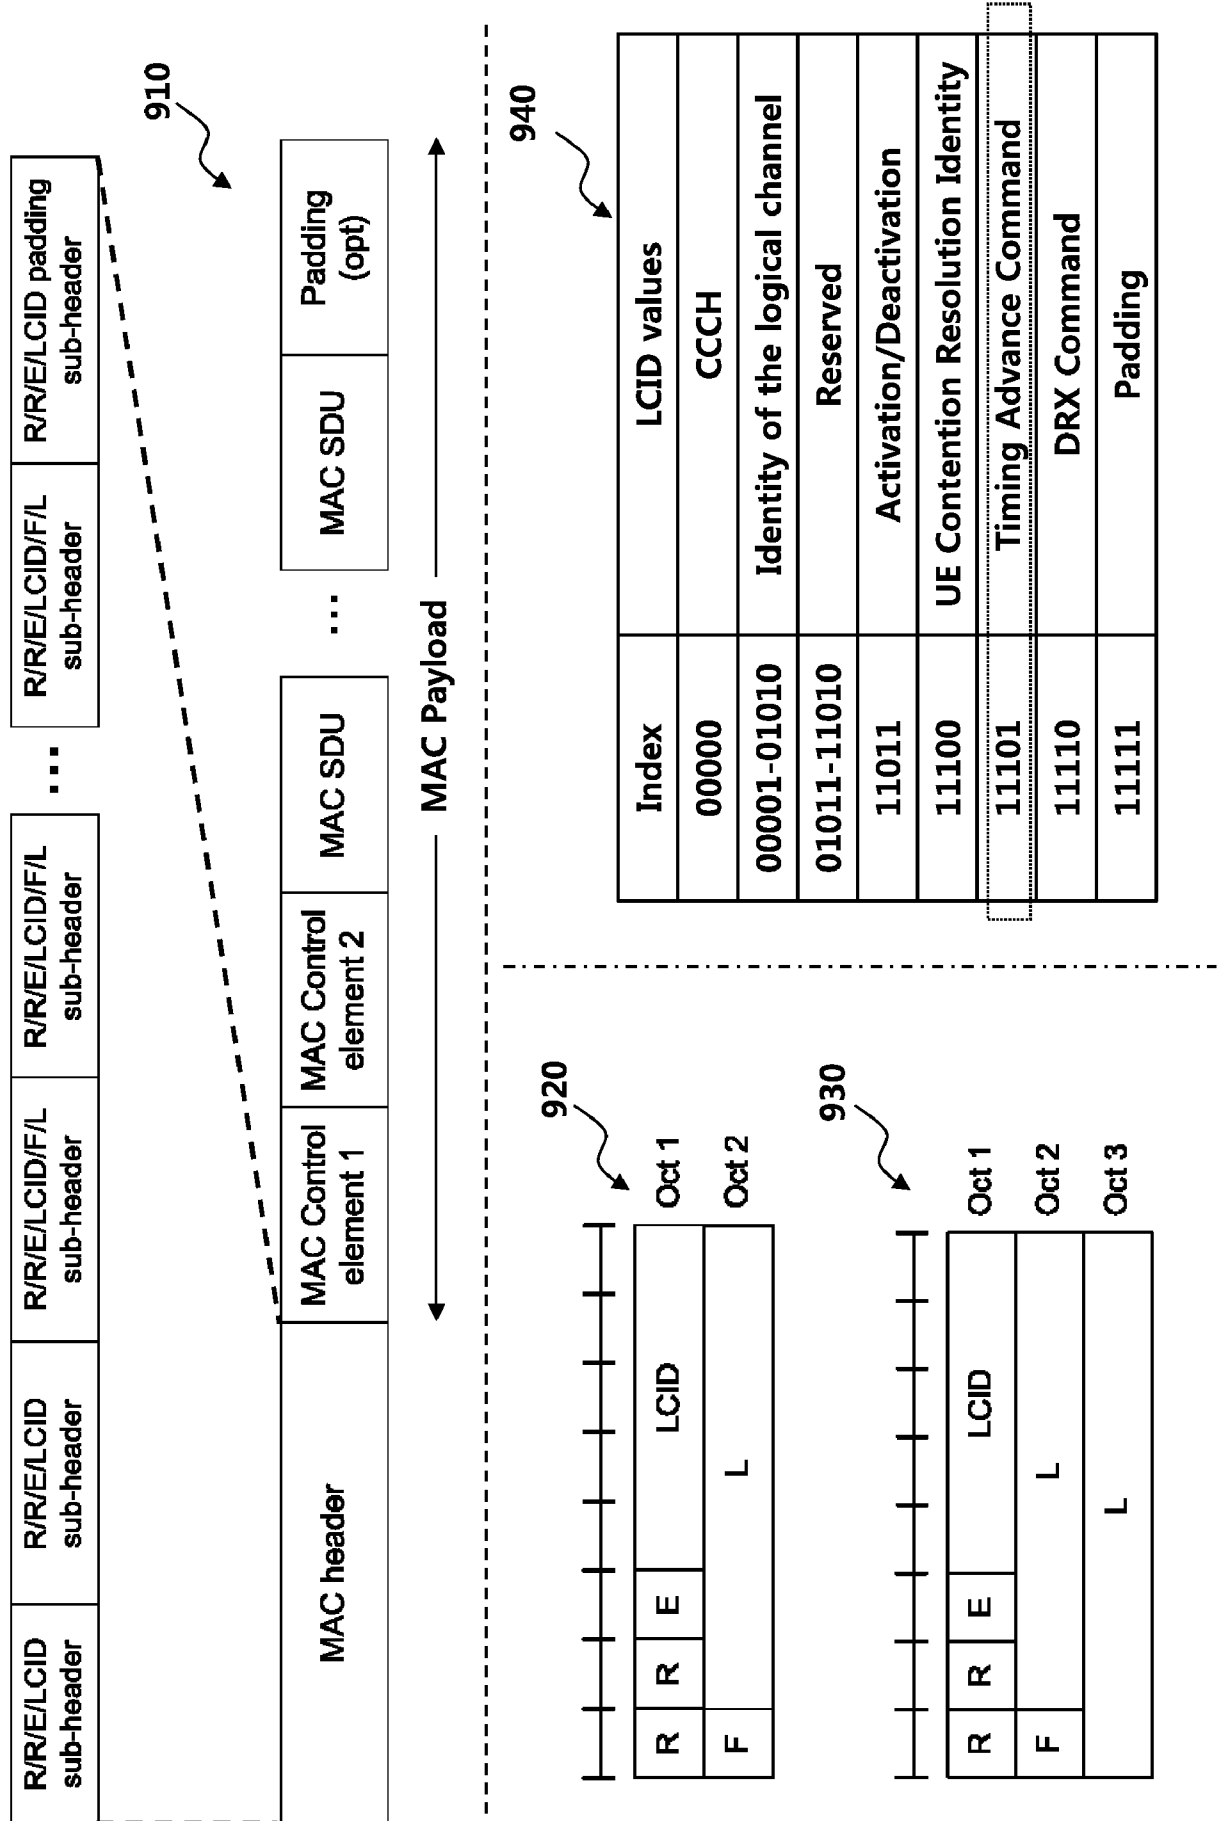 R/R/E/LCID
sub-header
R/R/E/LCID
sub-header
R/R/E/LCID/F/L
sub-header
R/R/E/LCID/F/L
sub-header
...
R/R/E/LCID/F/L
sub-header
R/R/E/LCID padding
sub-header
910
MAC header
MAC Control
element 1
MAC Control
element 2
MAC SDU
...
MAC SDU
Padding
(opt)
MAC Payload
920
R R E LCID Oct 1
F L Oct 2
930
R R E LCID Oct 1
F L Oct 2
L Oct 3
940
Index LCID values
00000 CCCH
00001-01010 Identity of the logical channel
01011-11010 Reserved
11011 Activation/Deactivation
11100 UE Contention Resolution Identity
11101 Timing Advance Command
11110 DRX Command
11111 Padding